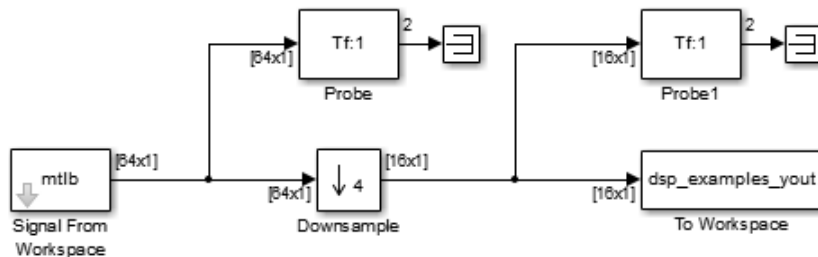 Tf:1
2
[64x1]
Probe
Tf:1
2
[16x1]
Probe1
mtlb
[64x1]
Signal From
Workspace
[64x1]
4
[16x1]
Downsample
dsp_examples_yout
[16x1]
To Workspace